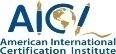 AICI
American International
Certification Institute